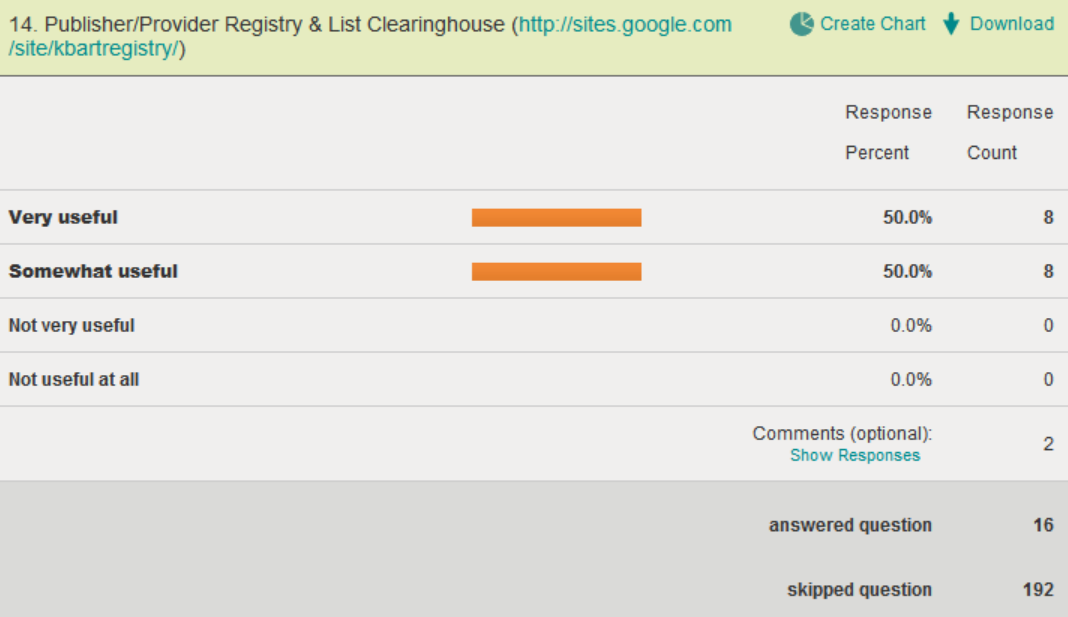 14. Publisher/Provider Registry & List Clearinghouse (http://sites.google.com
/site/kbartregistry/)
Create Chart
Download
Response Percent
Response Count
Very useful 50.0% 8
Somewhat useful 50.0% 8
Not very useful 0.0% 0
Not useful at all 0.0% 0
Comments (optional):
Show Responses
2
answered question 16
skipped question 192